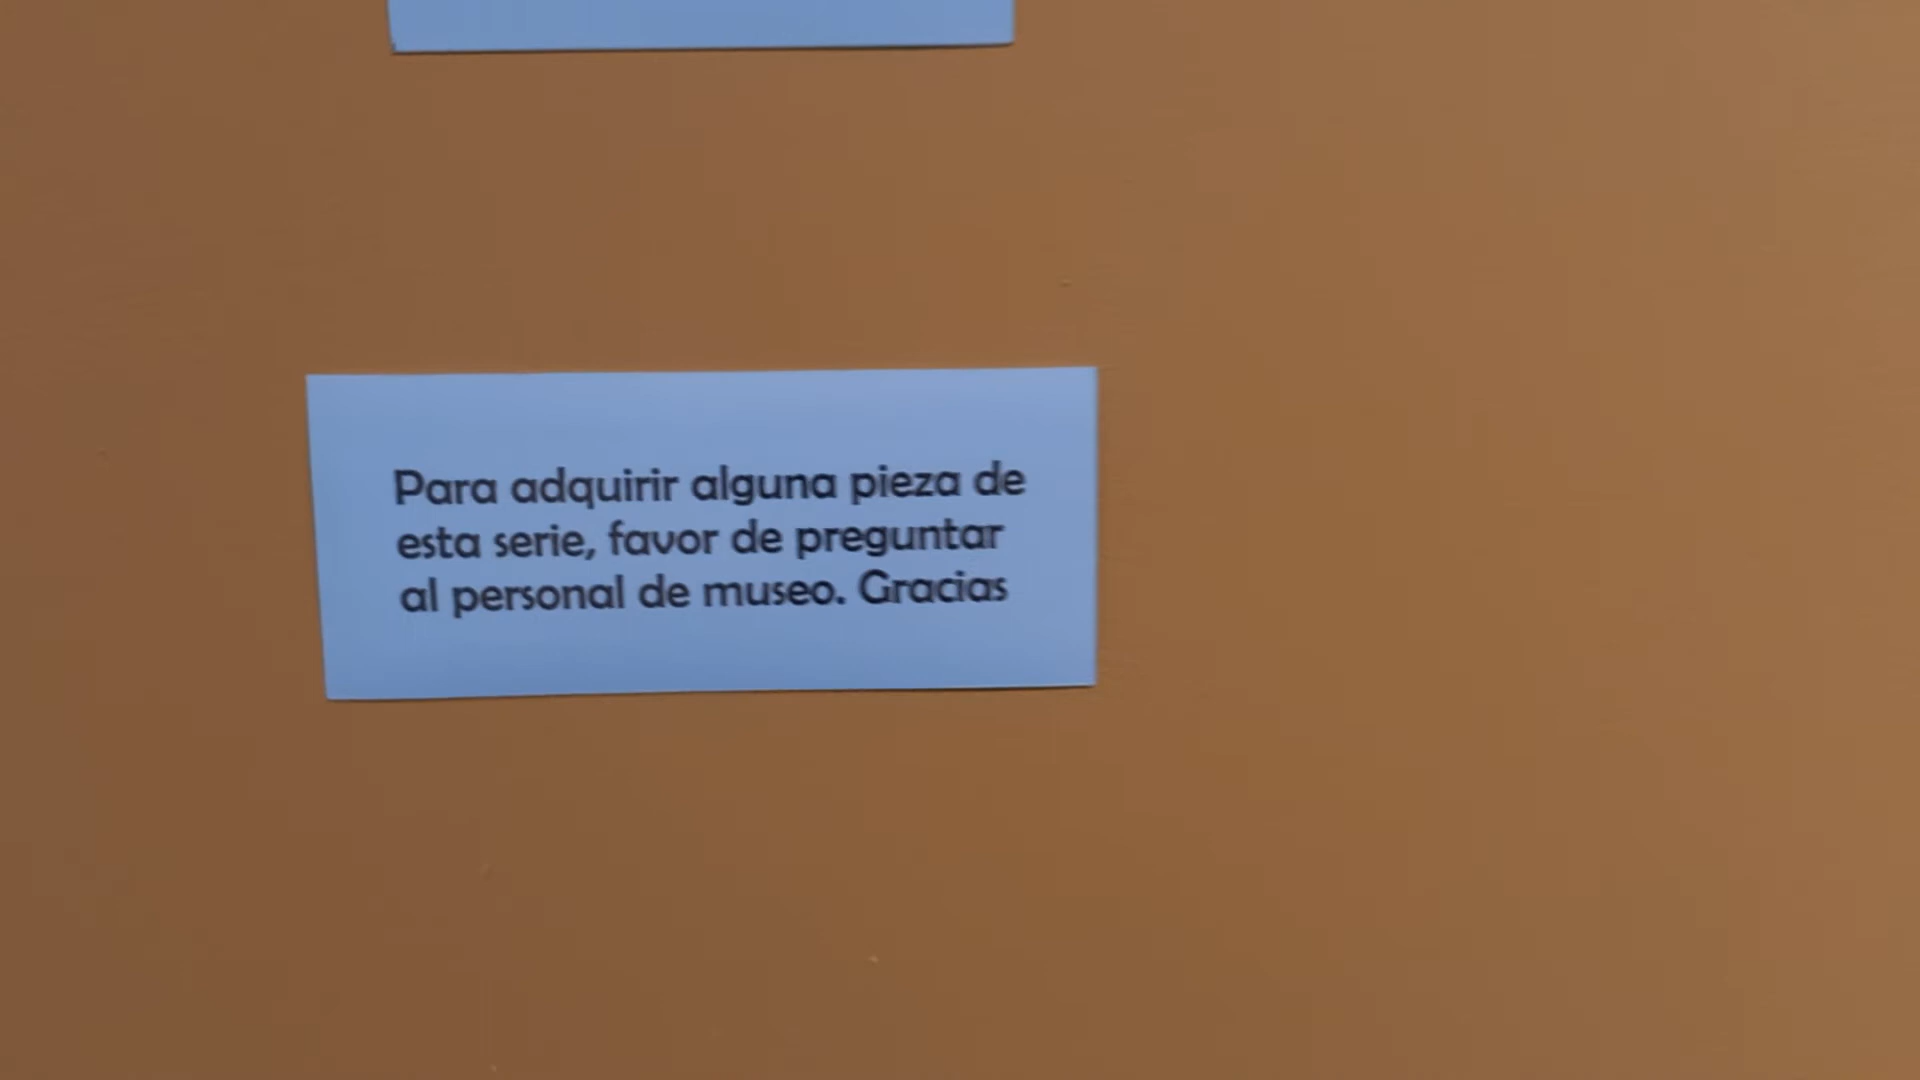 Para adquirir alguna pieza de
esta serie, favor de preguntar
al personal de museo. Gracias